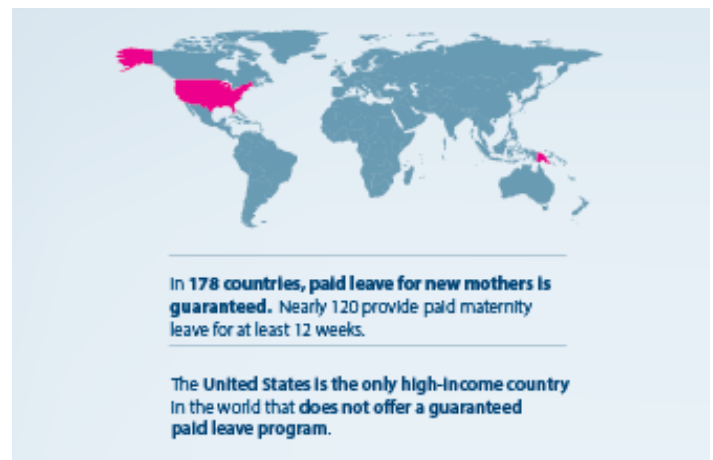 In 178 countries, paid leave for new mothers is
guaranteed. Nearly 120 provide paid maternity
leave for at least 12 weeks.
The United States is the only high-income country
in the world that does not offer a guaranteed
paid leave program.